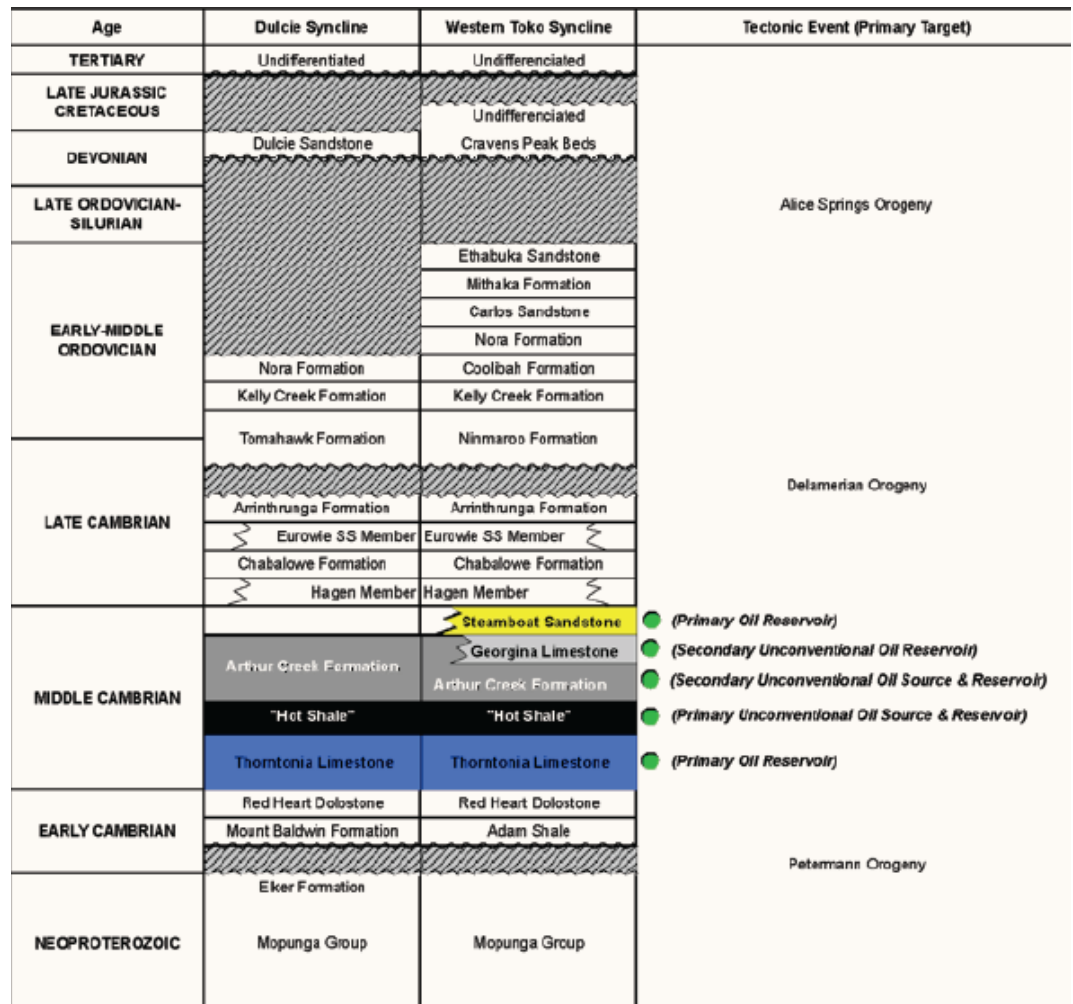 Age
Dulcie Syncline
Western Toko Syncline
Tectonic Event (Primary Target)
TERTIARY
Undifferentiated
Undifferenciated
LATE JURASSIC
CRETACEOUS
Undifferenciated
DEVONIAN
Dulcie Sandstone
Cravens Peak Beds
LATE ORDOVICIAN-
SILURIAN
Alice Springs Orogeny
EARLY-MIDDLE
ORDOVICIAN
Ethabuka Sandstone
Mithaka Formation
Carlos Sandstone
Nora Formation
Nora Formation
Coolibah Formation
Kelly Creek Formation
Kelly Creek Formation
Tomahawk Formation
Ninmaroo Formation
LATE CAMBRIAN
Delamerian Orogeny
Arrinthrunga Formation
Arrinthrunga Formation
Eurowie SS Member
Eurowie SS Member
Chabalowe Formation
Chabalowe Formation
Hagen Member
Hagen Member
MIDDLE CAMBRIAN
Steamboat Sandstone
(Primary Oil Reservoir)
Arthur Creek Formation
Georgina Limestone
(Secondary Unconventional Oil Reservoir)
Arthur Creek Formation
(Secondary Unconventional Oil Source & Reservoir)
"Hot Shale"
"Hot Shale"
(Primary Unconventional Oil Source & Reservoir)
Thorntonia Limestone
Thorntonia Limestone
(Primary Oil Reservoir)
EARLY CAMBRIAN
Red Heart Dolostone
Red Heart Dolostone
Mount Baldwin Formation
Adam Shale
Petermann Orogeny
NEOPROTEROZOIC
Eker Formation
Mopunga Group
Mopunga Group